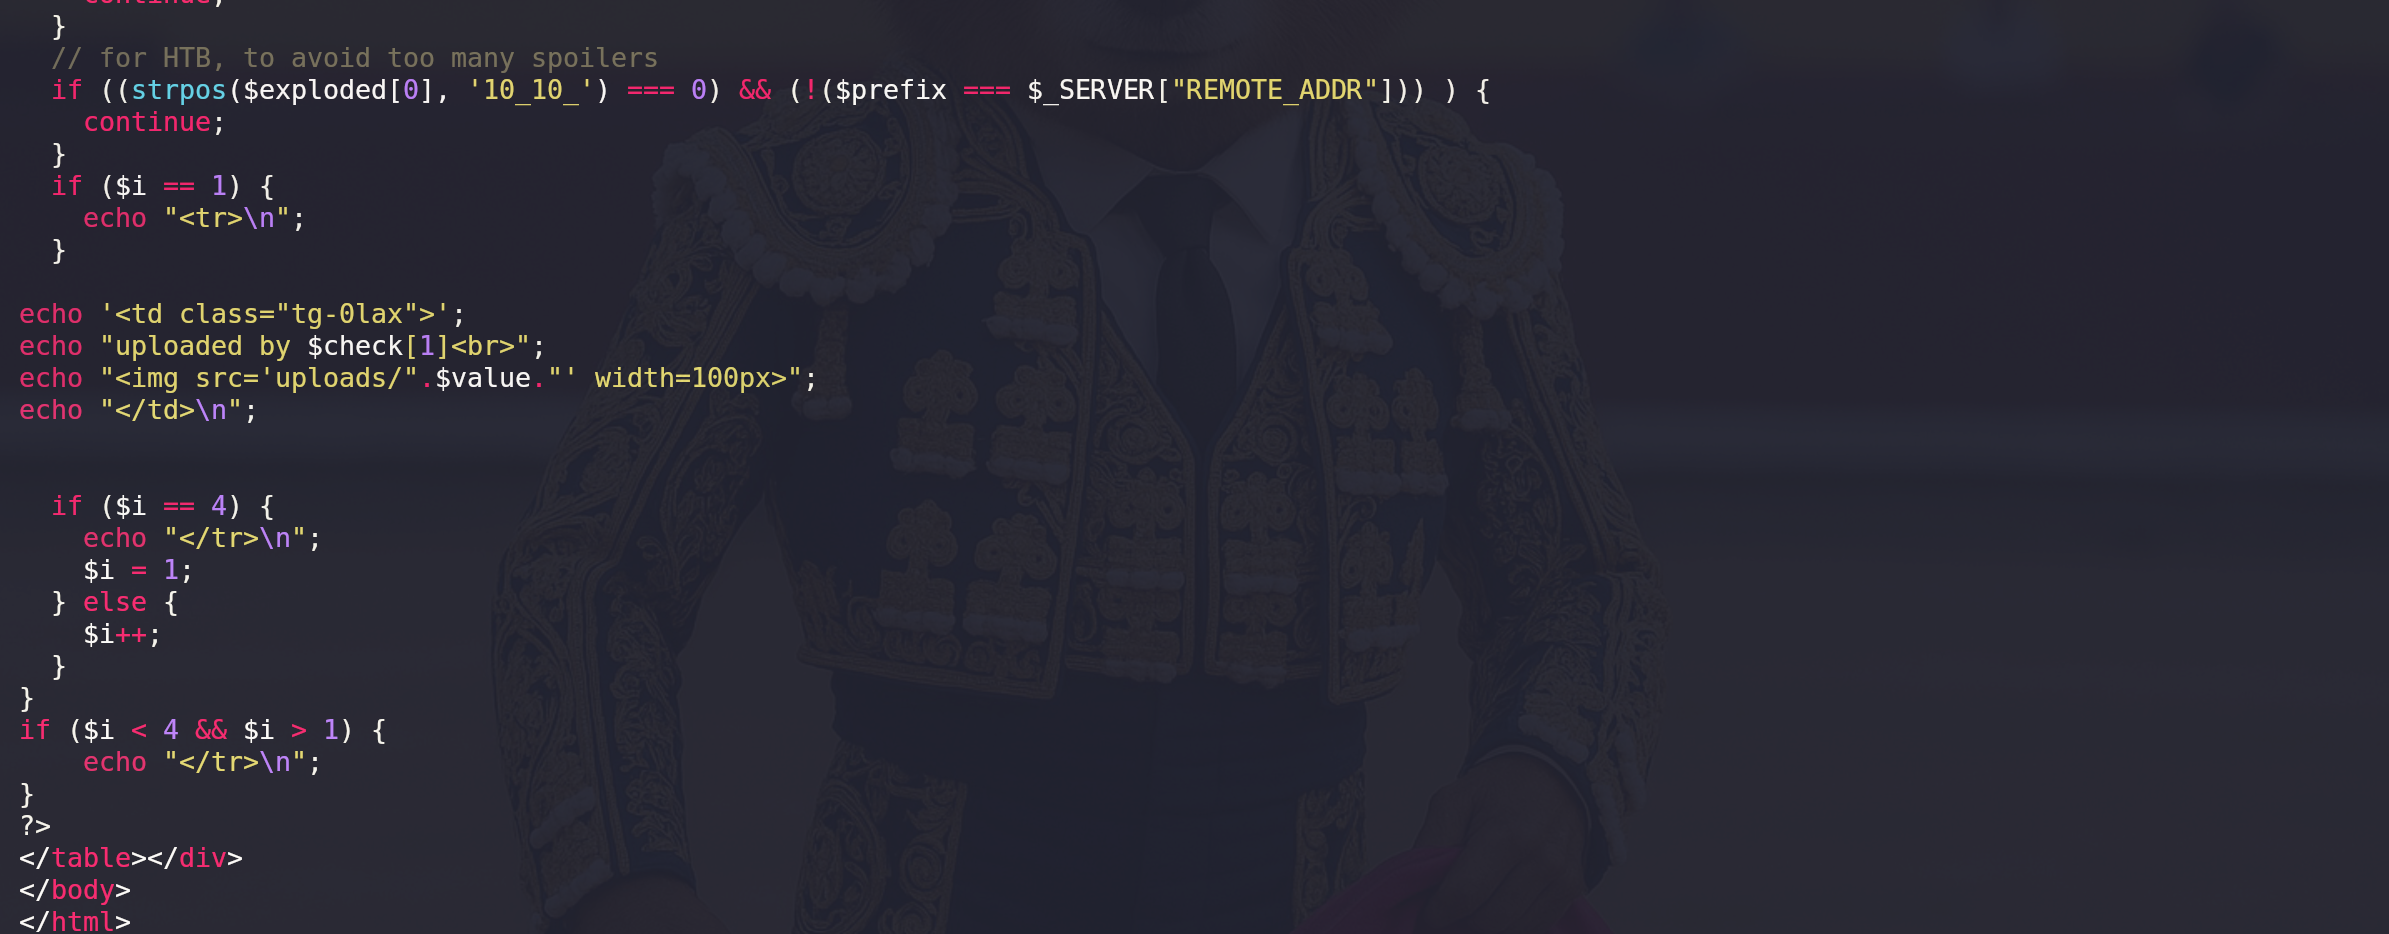 continue;
  }
  // for HTB, to avoid too many spoilers
  if ((strpos($exploded[0], '10_10_') === 0) && (!($prefix === $_SERVER["REMOTE_ADDR"])) ) {
    continue;
  }
  if ($i == 1) {
    echo "<tr>\n";
  }

echo '<td class="tg-0lax">';
echo "uploaded by $check[1]<br>";
echo "<img src='uploads/".$value."' width=100px>";
echo "</td>\n";


  if ($i == 4) {
    echo "</tr>\n";
    $i = 1;
  } else {
    $i++;
  }
}
if ($i < 4 && $i > 1) {
    echo "</tr>\n";
}
?>
</table></div>
</body>
</html>